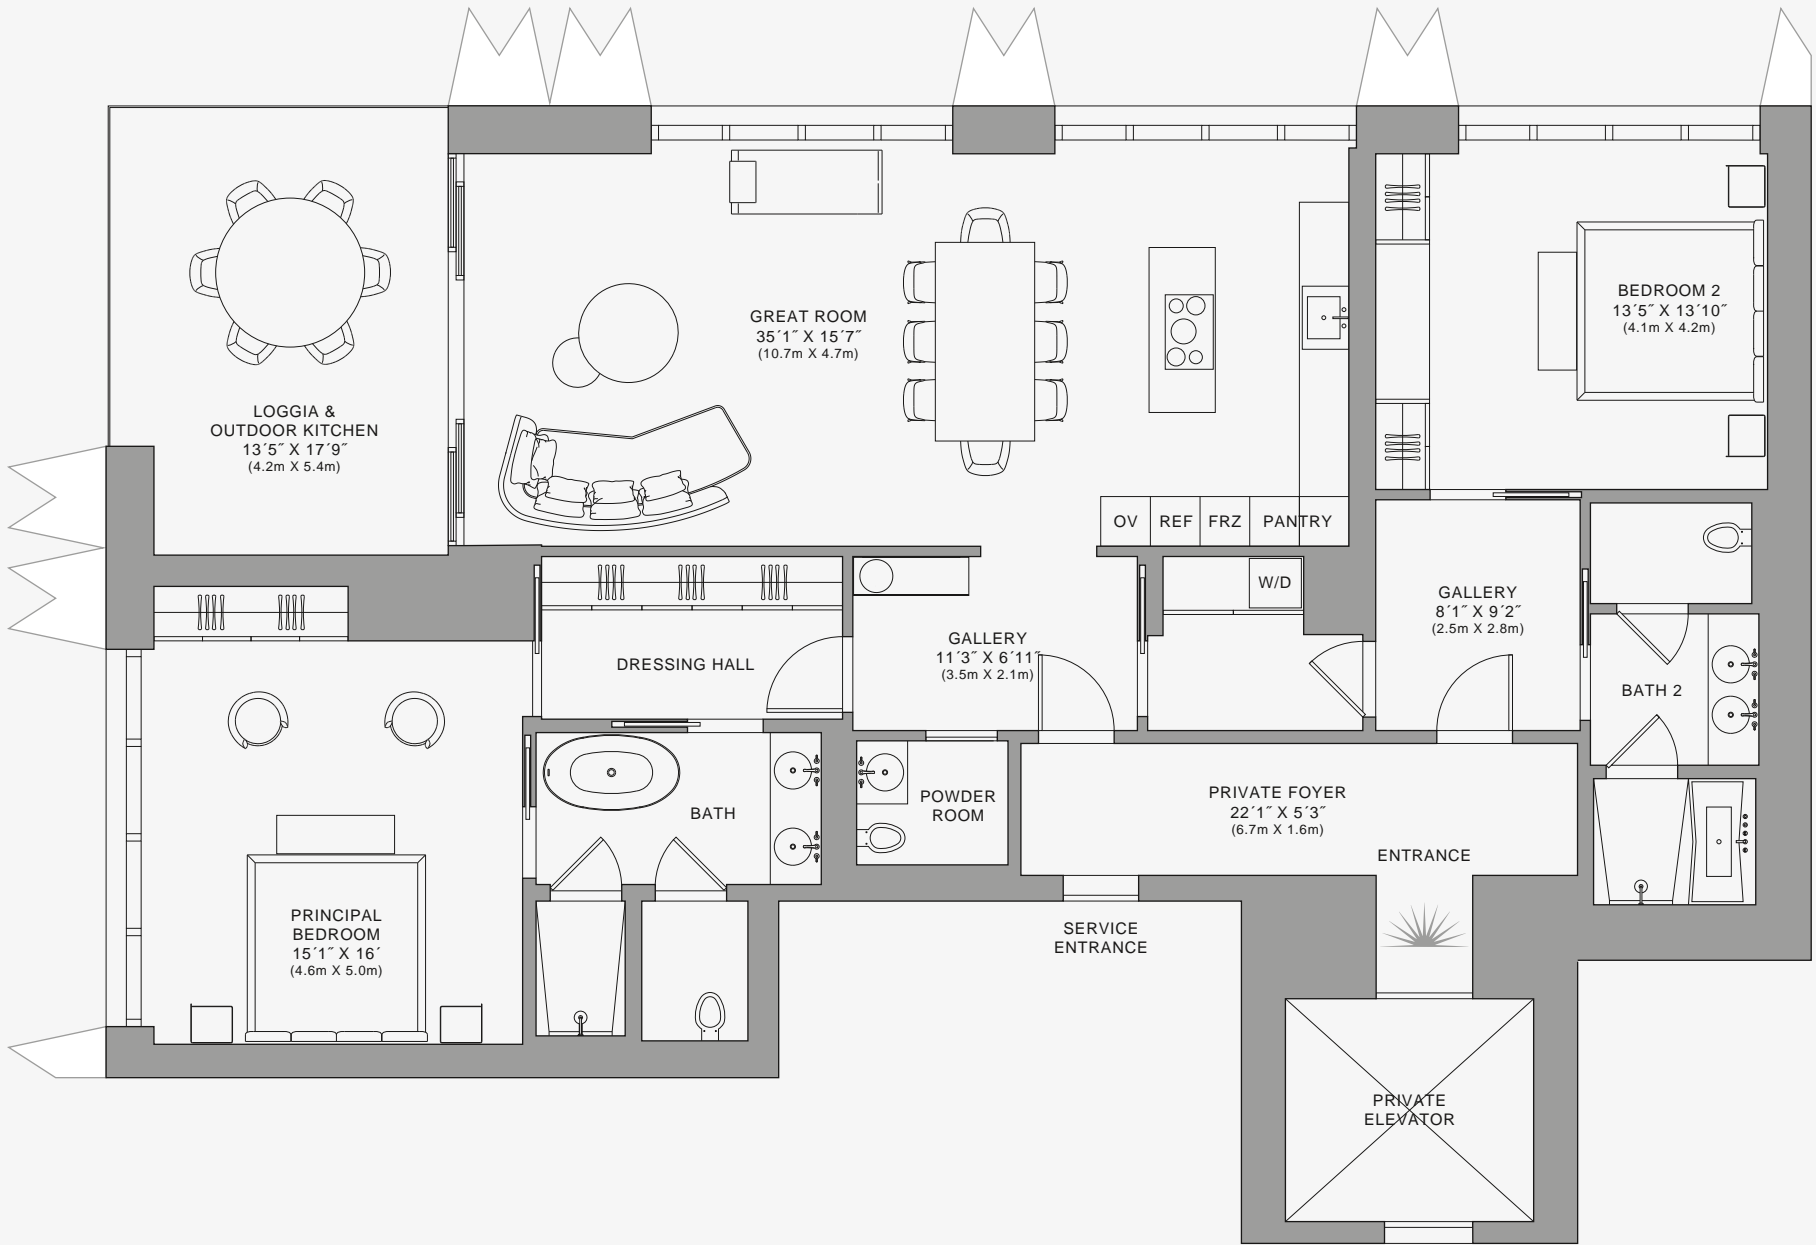 GREAT ROOM
35´1˝ X 15´7˝
(10.7m X 4.7m)
BEDROOM 2
13´5˝ X 13´10˝
(4.1m X 4.2m)
LOGGIA &
OUTDOOR KITCHEN
13´5˝ X 17´9˝
(4.2m X 5.4m)
OV
REF
FRZ
PANTRY
W/D
GALLERY
8´1˝ X 9´2˝
(2.5m X 2.8m)
GALLERY
11´3˝ X 6´11˝
(3.5m X 2.1m)
DRESSING HALL
BATH 2
BATH
POWDER
ROOM
PRIVATE FOYER
22´1˝ X 5´3˝
(6.7m X 1.6m)
ENTRANCE
PRINCIPAL
BEDROOM
15´1˝ X 16´
(4.6m X 5.0m)
SERVICE
ENTRANCE
PRIVATE
ELEVATOR